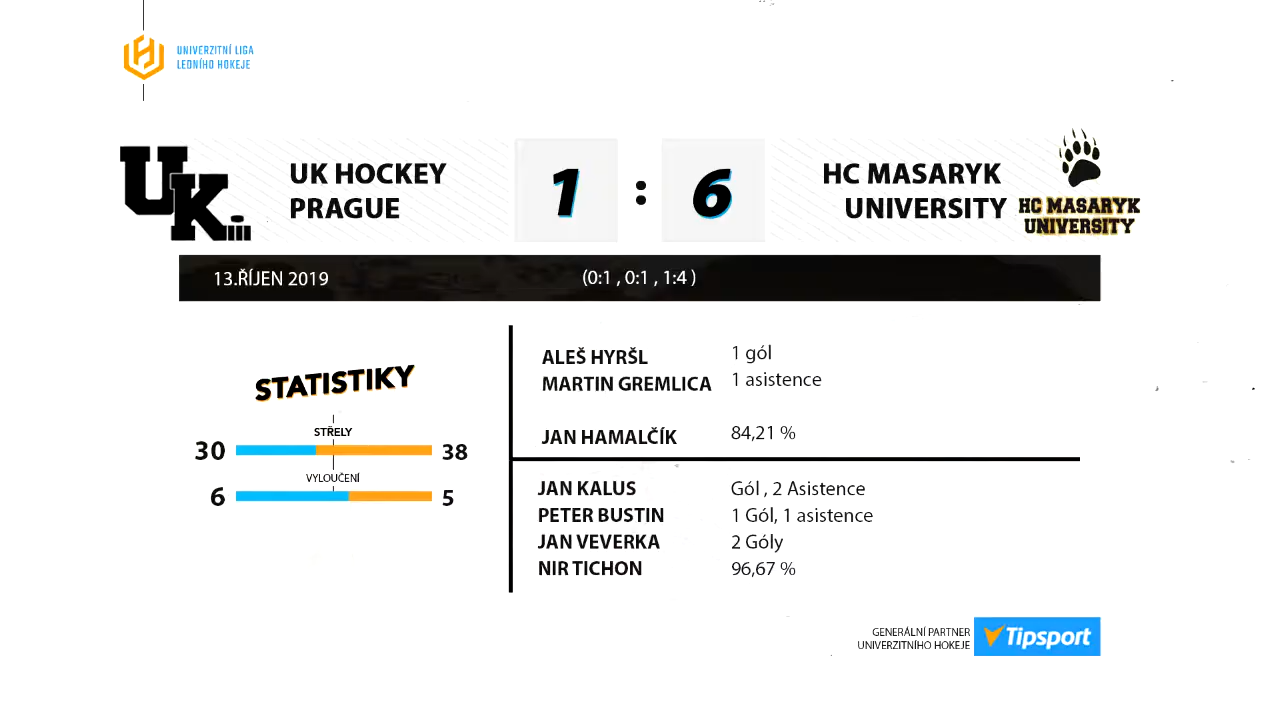 UNIVERZITNÍ LIGA
LEDNÍHO HOKEJE
UK HOCKEY
PRAGUE
1 : 6
HC MASARYK
UNIVERSITY
UK
HC MASARYK
UNIVERSITY
13.ŘÍJEN 2019
(0:1 , 0:1 , 1:4 )
STATISTIKY
STŘELY
30 38
VYLOUČENÍ
6 5
ALEŠ HYRŠL 1 gól
MARTIN GREMLICA 1 asistence
JAN HAMALČÍK 84,21 %
JAN KALUS Gól , 2 Asistence
PETER BUSTIN 1 Gól, 1 asistence
JAN VEVERKA 2 Góly
NIR TICHON 96,67 %
GENERÁLNÍ PARTNER
UNIVERZITNÍHO HOKEJE
Tipsport